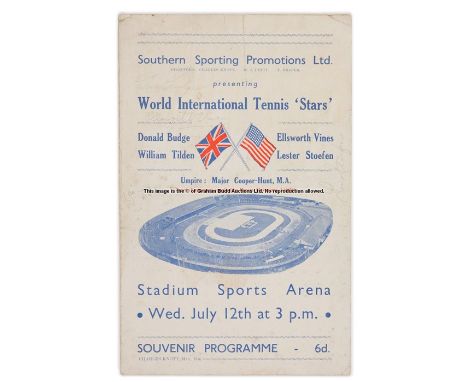 Southern Sporting Promotions Ltd.
presenting
World International Tennis 'Stars'
Donald Budge
William Tilden
Ellsworth Vines
Lester Stoefen
Umpire: Major Cooper-Hunt, M.A.
This image is the © of Graham Budd Auctions Ltd. No reproduction allowed.
Stadium Sports Arena
• Wed. July 12th at 3 p.m. •
SOUVENIR PROGRAMME - 6d.